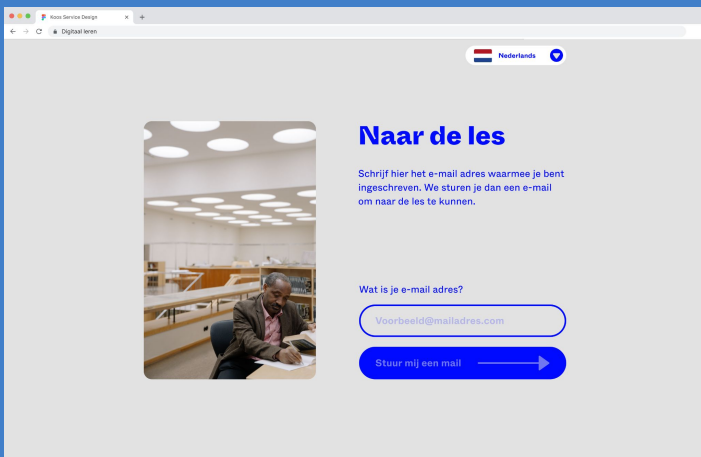 Koos Service Design
Digitaal leren
Nederlands
Naar de les
Schrijf hier het e-mail adres waarmee je bent
ingeschreven. We sturen je dan een e-mail
om naar de les te kunnen.
Wat is je e-mail adres?
Voorbeeld@mailadres.com
Stuur mij een mail